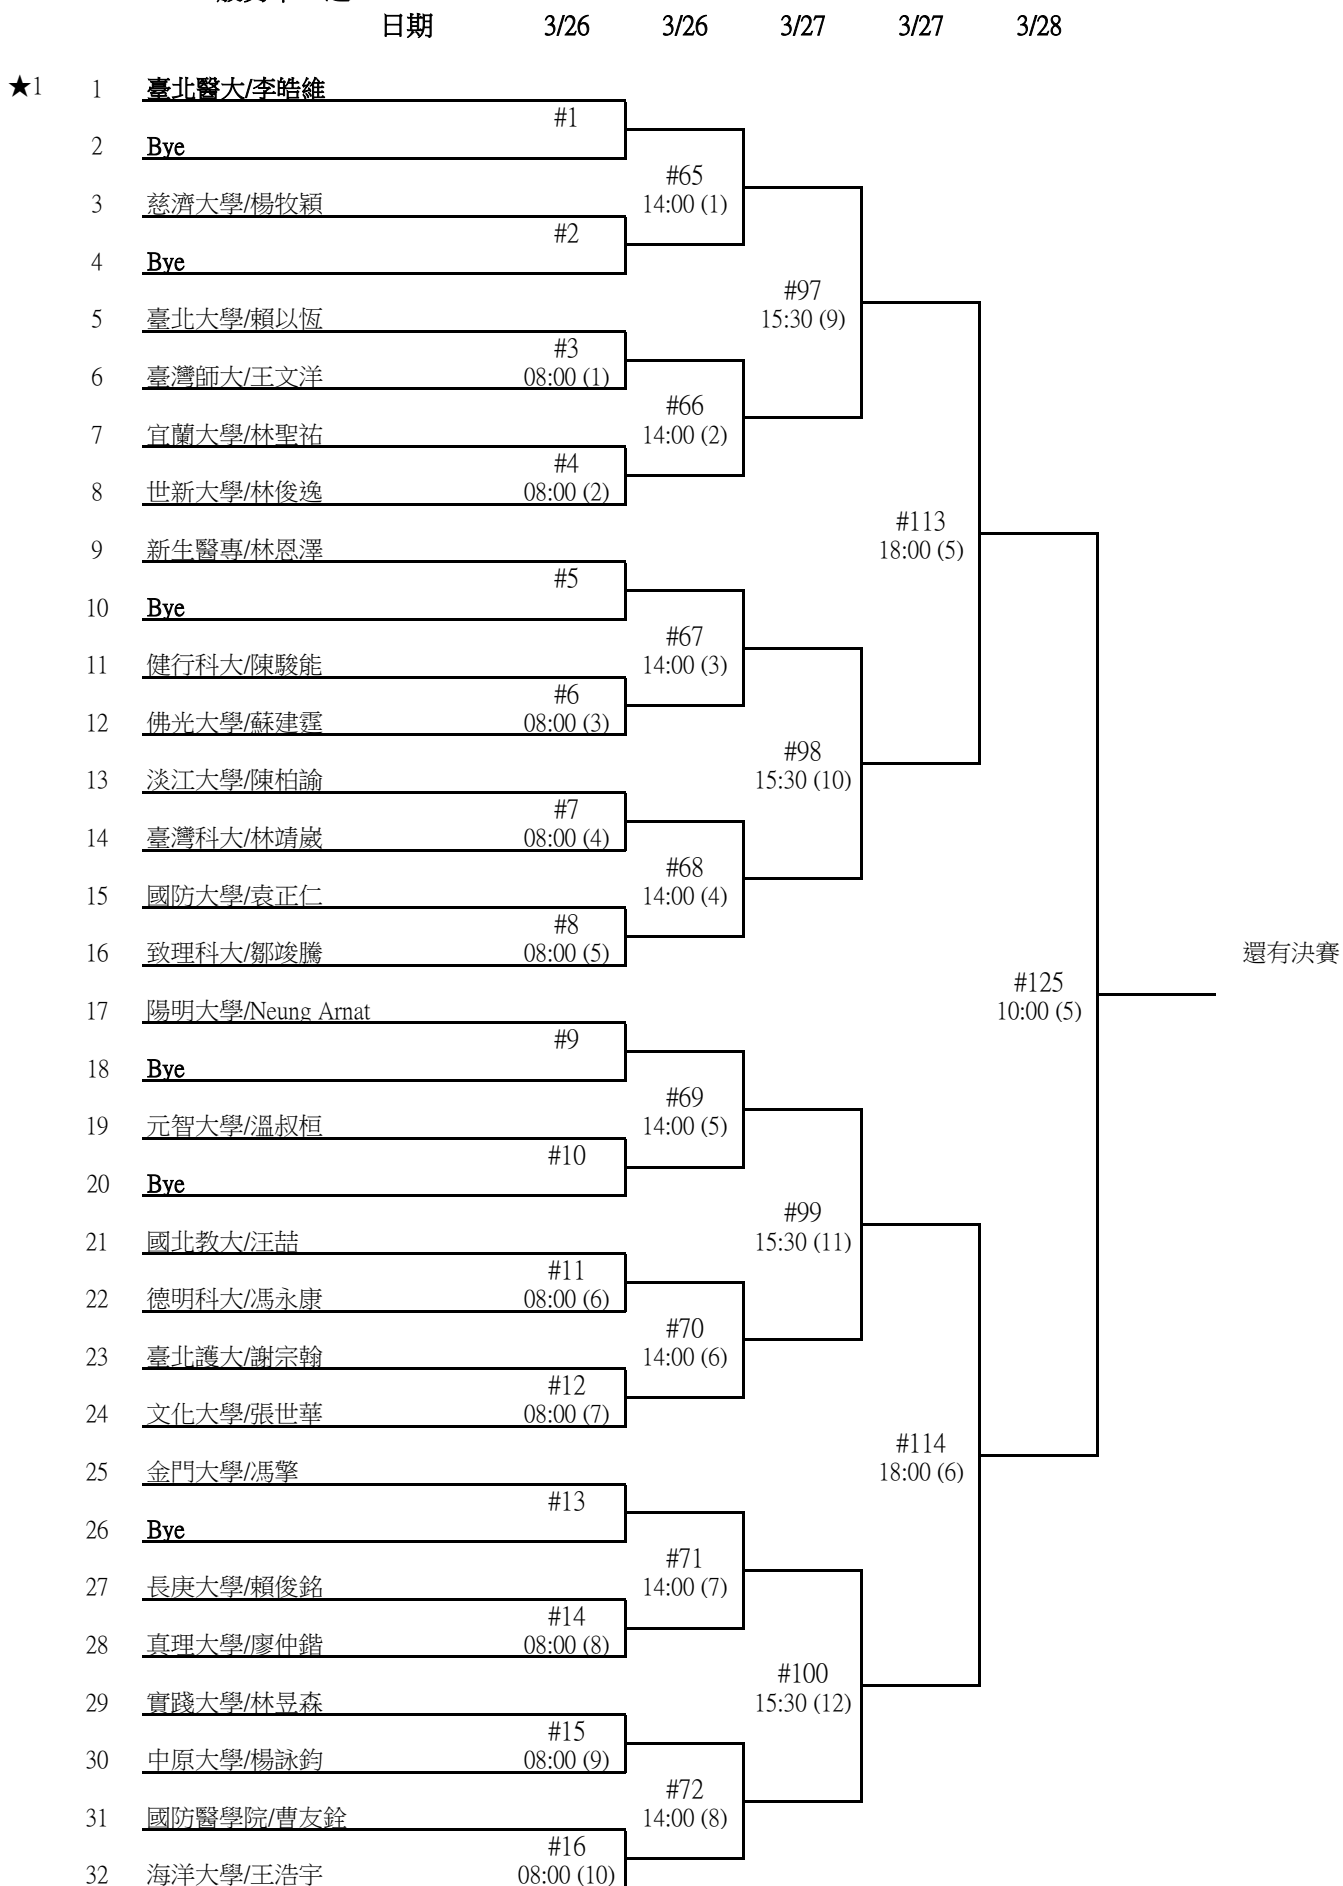 日期 3/26 3/26 3/27 3/27 3/28
★1 1 臺北醫大/李皓維
#1
2 Bye
#65
3 慈濟大學/楊牧穎 14:00 (1)
#2
4 Bye
#97
5 臺北大學/賴以恆 15:30 (9)
#3
6 臺灣師大/王文洋 08:00 (1)
#66
7 宜蘭大學/林聖祐 14:00 (2)
#4
8 世新大學/林俊逸 08:00 (2)
#113
9 新生醫專/林恩澤 18:00 (5)
#5
10 Bye
#67
11 健行科大/陳駿能 14:00 (3)
#6
12 佛光大學/蘇建霆 08:00 (3)
#98
13 淡江大學/陳柏諭 15:30 (10)
#7
14 臺灣科大/林靖崴 08:00 (4)
#68
15 國防大學/袁正仁 14:00 (4)
#8
16 致理科大/鄒竣騰 08:00 (5) 還有決賽
#125
17 陽明大學/Neung Arnat 10:00 (5)
#9
18 Bye
#69
19 元智大學/溫叔桓 14:00 (5)
#10
20 Bye
#99
21 國北教大/汪喆 15:30 (11)
#11
22 德明科大/馮永康 08:00 (6)
#70
23 臺北護大/謝宗翰 14:00 (6)
#12
24 文化大學/張世華 08:00 (7)
#114
25 金門大學/馮擎 18:00 (6)
#13
26 Bye
#71
27 長庚大學/賴俊銘 14:00 (7)
#14
28 真理大學/廖仲鍇 08:00 (8)
#100
29 實踐大學/林昱森 15:30 (12)
#15
30 中原大學/楊詠鈞 08:00 (9)
#72
31 國防醫學院/曹友銓 14:00 (8)
#16
32 海洋大學/王浩宇 08:00 (10)